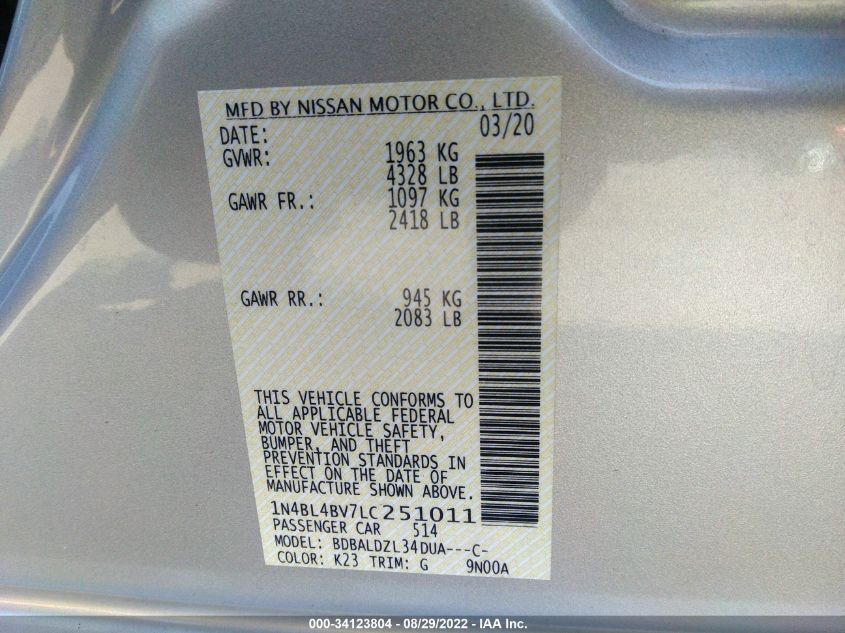 MFD BY NISSAN MOTOR CO., LTD.
DATE: 03/20
GVWR: 1963 KG
4328 LB
GAWR FR.: 1097 KG
2418 LB
GAWR RR.: 945 KG
2083 LB
THIS VEHICLE CONFORMS TO
ALL APPLICABLE FEDERAL
MOTOR VEHICLE SAFETY,
BUMPER, AND THEFT
PREVENTION STANDARDS IN
EFFECT ON THE DATE OF
MANUFACTURE SHOWN ABOVE.
1N4BL4BV7LC251011
PASSENGER CAR 514
MODEL: BDBALDZL34DUA---C-
COLOR: K23 TRIM: G 9N00A
000-34123804 - 08/29/2022 - IAA Inc.